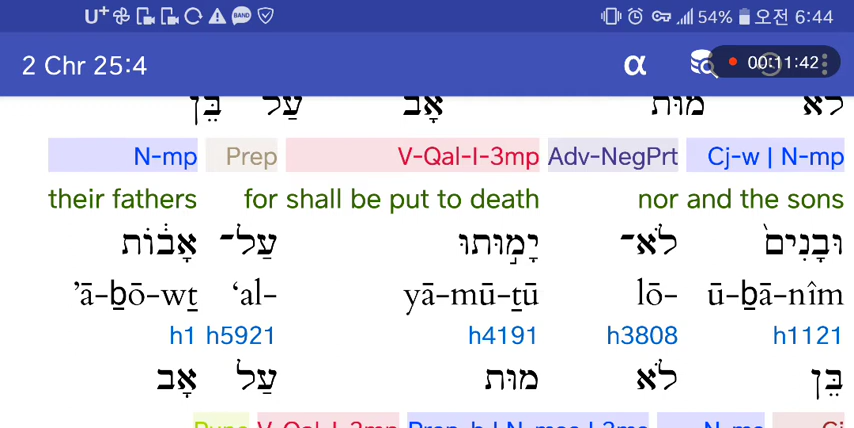 U+ BAND 54% 오전 6:44
2 Chr 25:4 α 00:11:42
לֹא מוּת אָב עַל בֵּן
Cj-w | N-mp Adv-NegPrt V-Qal-I-3mp Prep N-mp
and the sons nor shall be put to death for their fathers
וּבָנִים֙ לֹא־ יָמ֣וּתוּ עַל־ אָב֔וֹת
ū-ḇā-nîm lō- yā-mū-ṯū ‘al- ’ā-ḇō-wṯ
h1121 h3808 h4191 h5921 h1
בֵּן לֹא מוּת עַל אָב